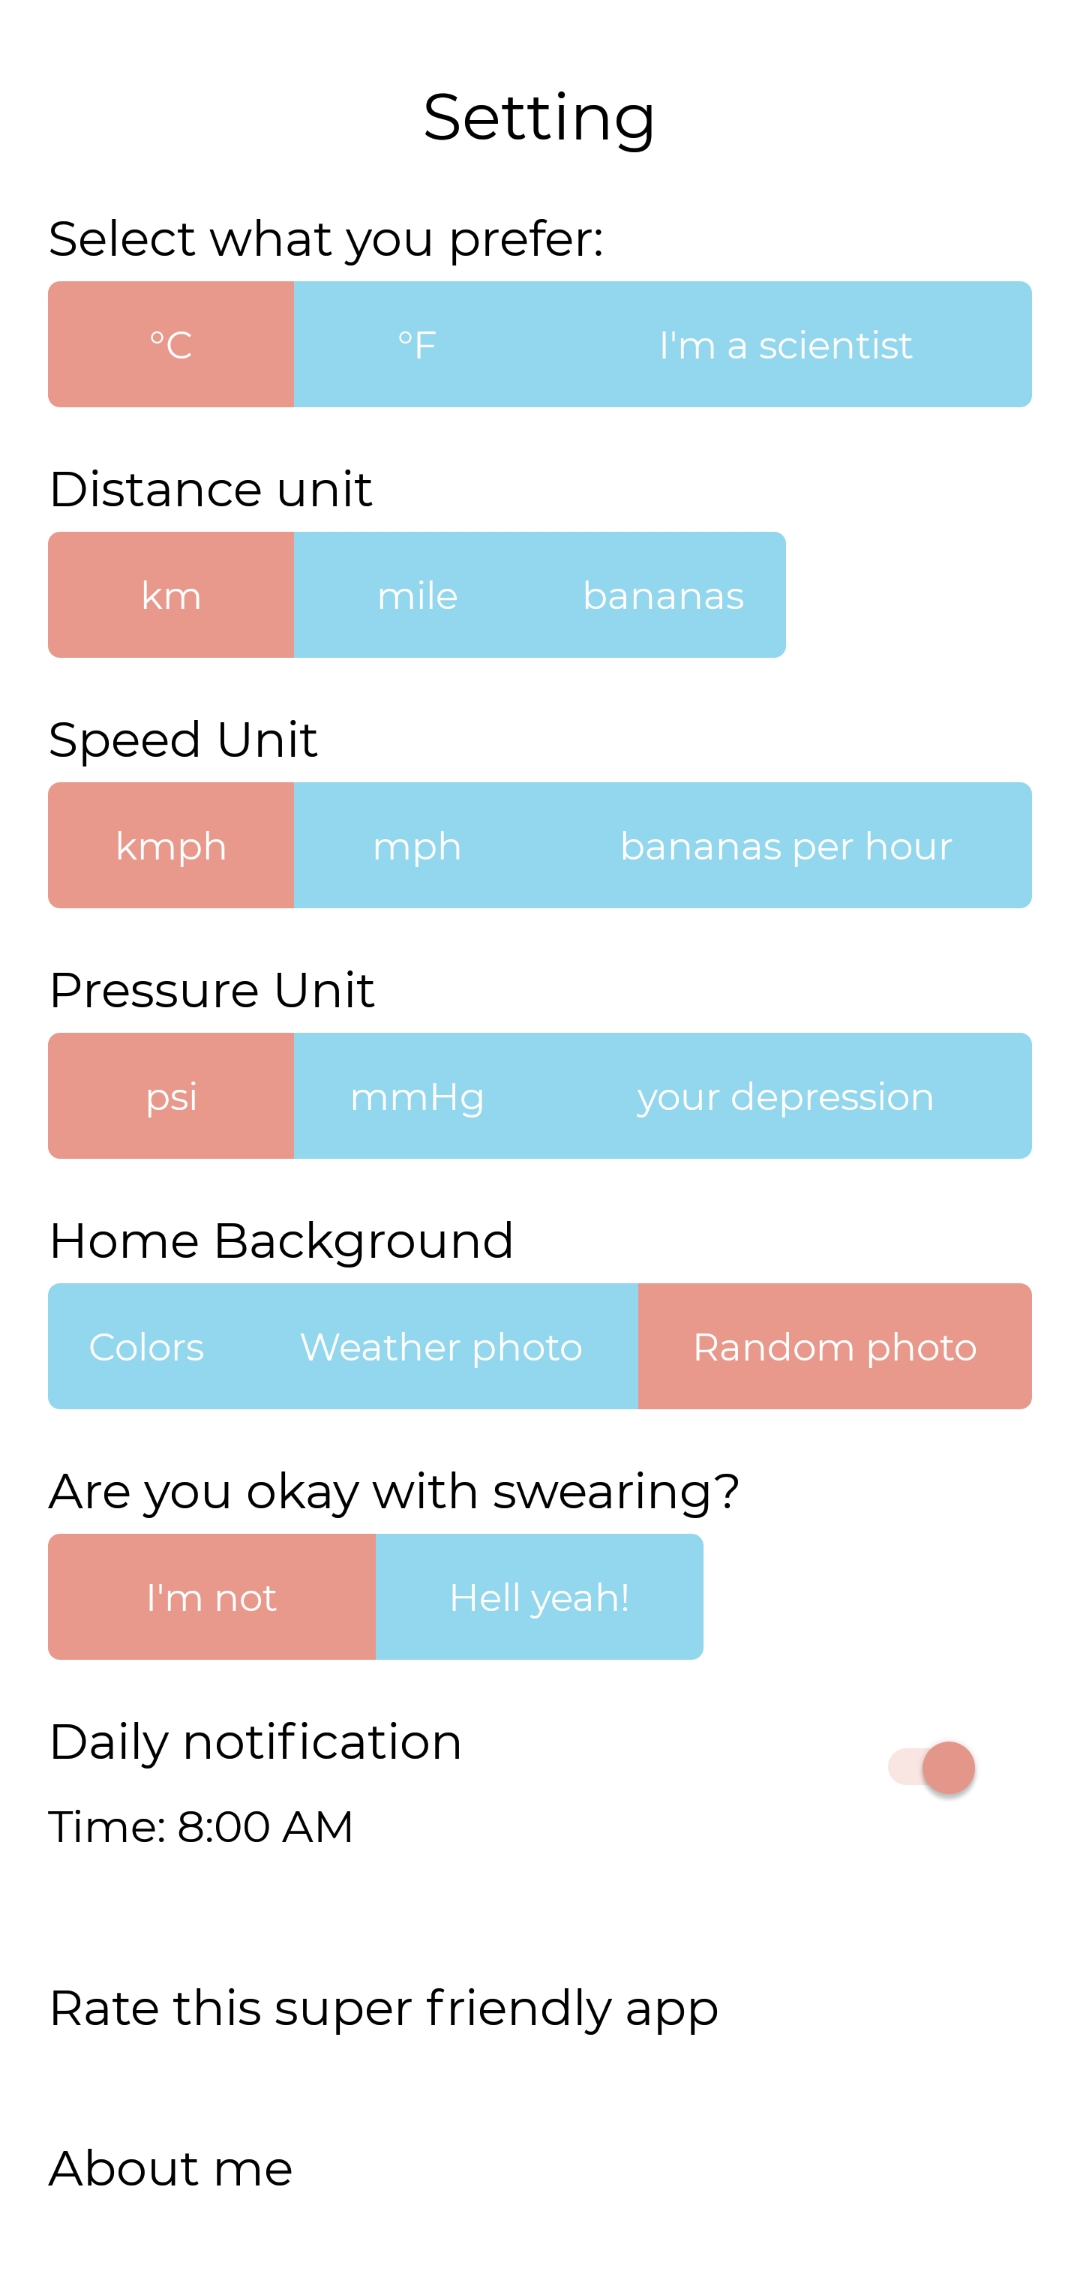 Setting
Select what you prefer:
°C °F I'm a scientist
Distance unit
km mile bananas
Speed Unit
kmph mph bananas per hour
Pressure Unit
psi mmHg your depression
Home Background
Colors Weather photo Random photo
Are you okay with swearing?
I'm not Hell yeah!
Daily notification
Time: 8:00 AM
Rate this super friendly app
About me